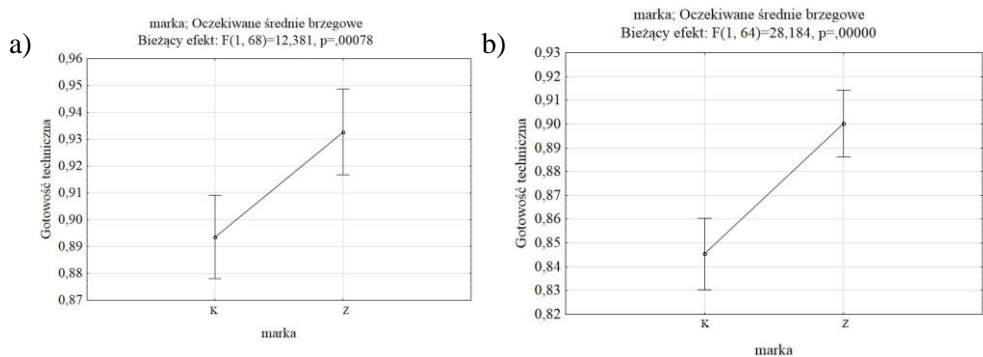 a)
marka; Oczekiwane średnie brzegowe
Bieżący efekt: F(1, 68)=12,381, p=,00078
0,96
0,95
0,94
0,93
0,92
0,91
0,90
0,89
0,88
0,87
Gotowość techniczna
K
Z
marka
b)
marka; Oczekiwane średnie brzegowe
Bieżący efekt: F(1, 64)=28,184, p=,00000
0,93
0,92
0,91
0,90
0,89
0,88
0,87
0,86
0,85
0,84
0,83
0,82
Gotowość techniczna
K
Z
marka